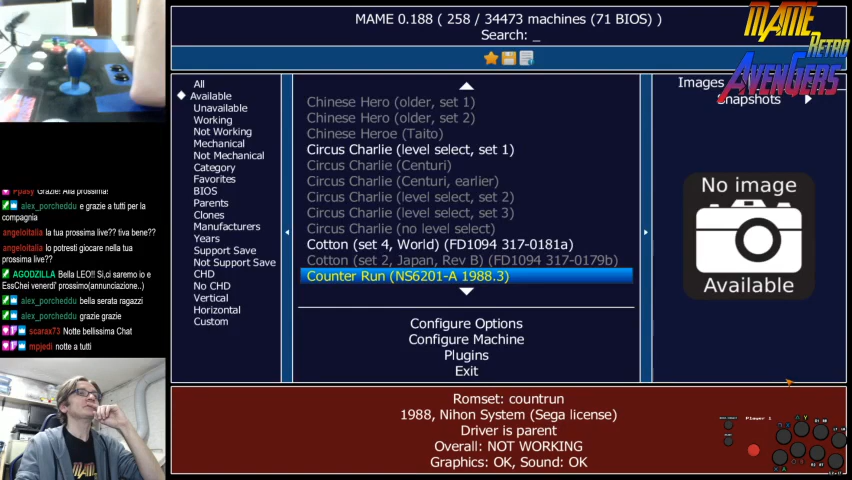 MAME 0.188 ( 258 / 34473 machines (71 BIOS) )
Search: _
MAME
RETRO
AVENGERS
All
Available
Unavailable
Working
Not Working
Mechanical
Not Mechanical
Category
Favorites
BIOS
Parents
Clones
Manufacturers
Years
Support Save
Not Support Save
CHD
No CHD
Vertical
Horizontal
Custom
Chinese Hero (older, set 1)
Chinese Hero (older, set 2)
Chinese Heroe (Taito)
Circus Charlie (level select, set 1)
Circus Charlie (Centuri)
Circus Charlie (Centuri, earlier)
Circus Charlie (level select, set 2)
Circus Charlie (level select, set 3)
Circus Charlie (no level select)
Cotton (set 4, World) (FD1094 317-0181a)
Cotton (set 2, Japan, Rev B) (FD1094 317-0179b)
Counter Run (NS6201-A 1988.3)
Configure Options
Configure Machine
Plugins
Exit
Images
Snapshots
No image
Available
Romset: countrun
1988, Nihon System (Sega license)
Driver is parent
Overall: NOT WORKING
Graphics: OK, Sound: OK
Player 1
Ppasy Grazie! Alla prossima!
alex_porcheddu e grazie a tutti per la
compagnia
angeloitalia la tua prossima live?? tiva bene?
angeloitalia lo potresti giocare nella tua
prossima live??
AGODZILLA Bella LEO!! Si,ci saremo io e
EssChei venerdi' prossimo(annunciazione..)
alex_porcheddu bella serata ragazzi
alex_porcheddu grazie grazie
scarax73 Notte bellissima Chat
mpjedi notte a tutti
MAME